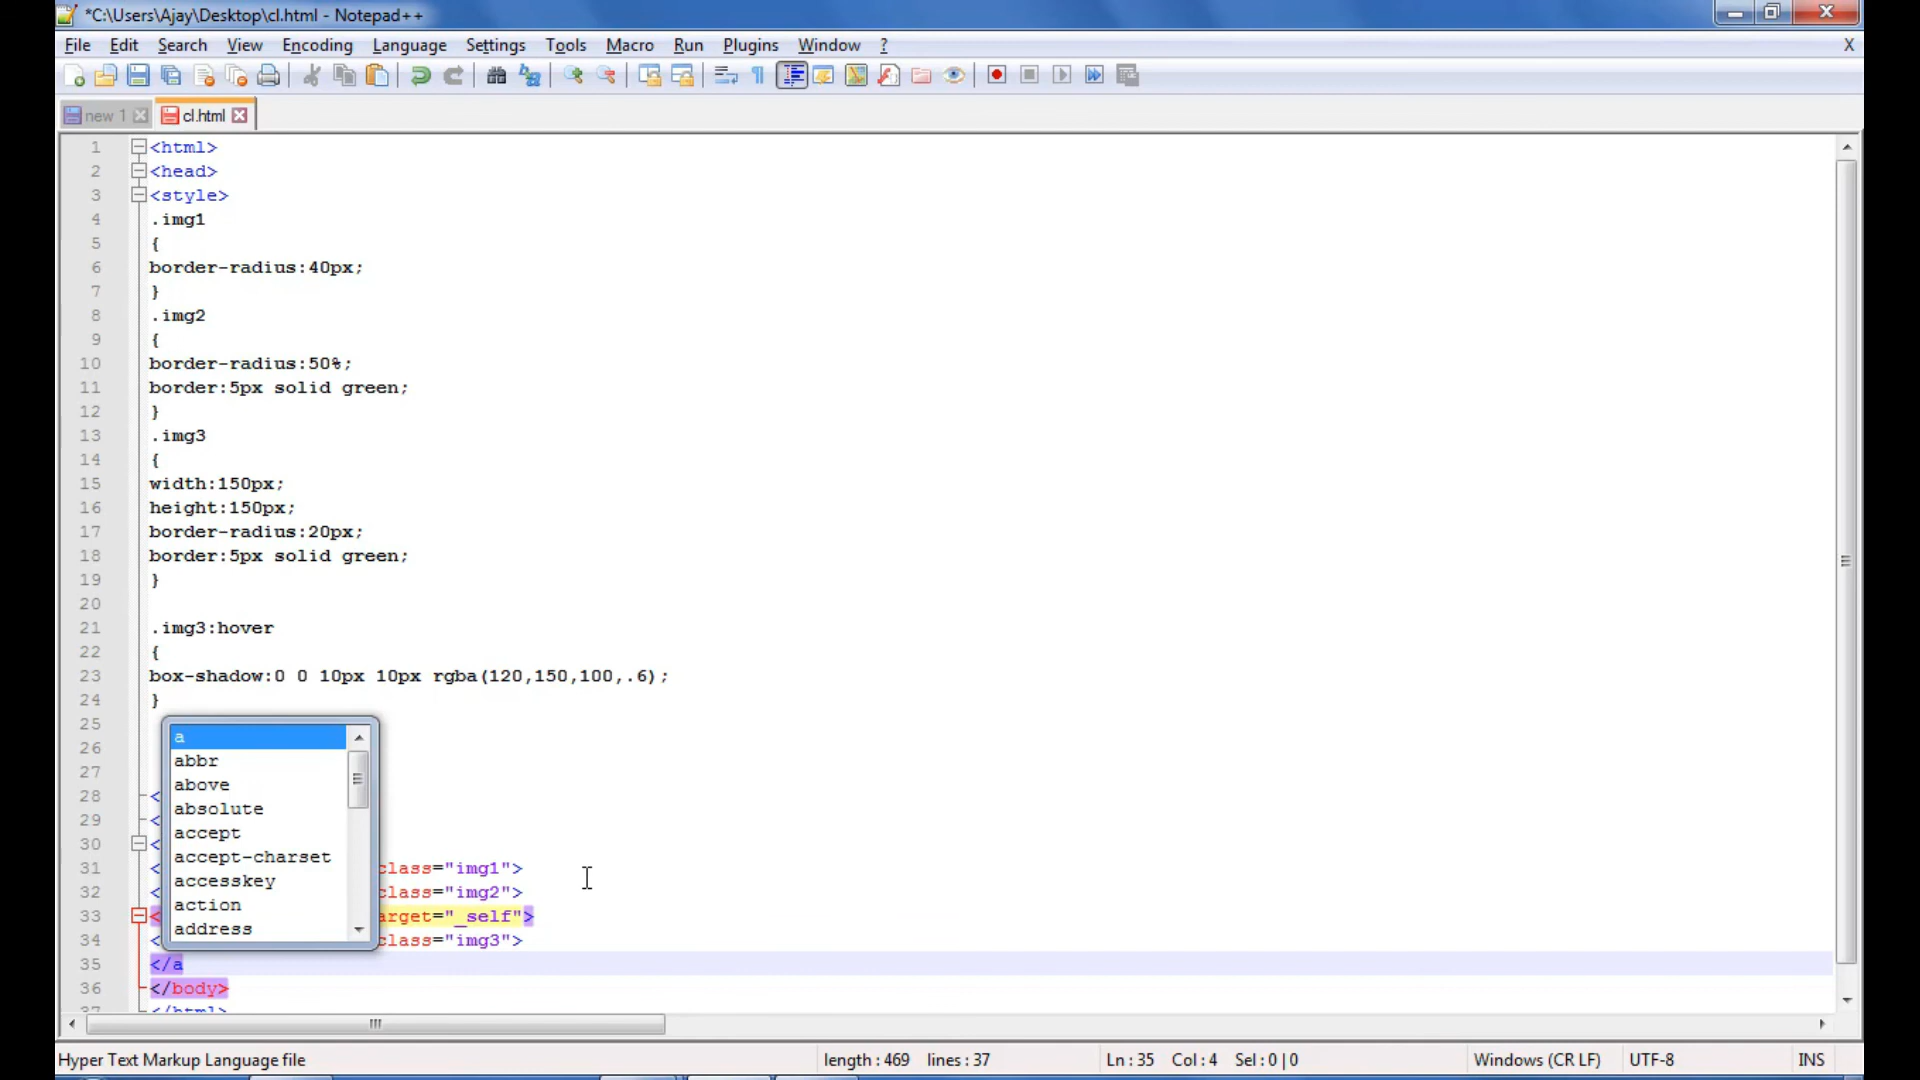 *C:\Users\Ajay\Desktop\cl.html - Notepad++
File Edit Search View Encoding Language Settings Tools Macro Run Plugins Window ? X
new 1 cl.html
1 <html>
2 <head>
3 <style>
4 .img1
5 {
6 border-radius:40px;
7 }
8 .img2
9 {
10 border-radius:50%;
11 border:5px solid green;
12 }
13 .img3
14 {
15 width:150px;
16 height:150px;
17 border-radius:20px;
18 border:5px solid green;
19 }
20
21 .img3:hover
22 {
23 box-shadow:0 0 10px 10px rgba(120,150,100,.6);
24 }
25
26
27
28 <
29 <
30 <
31 < class="img1">
32 < class="img2">
33 < arget="_self">
34 < class="img3">
35 </a
36 </body>
37 </html>
a
abbr
above
absolute
accept
accept-charset
accesskey
action
address
Hyper Text Markup Language file length : 469 lines : 37 Ln : 35 Col : 4 Sel : 0 | 0 Windows (CR LF) UTF-8 INS